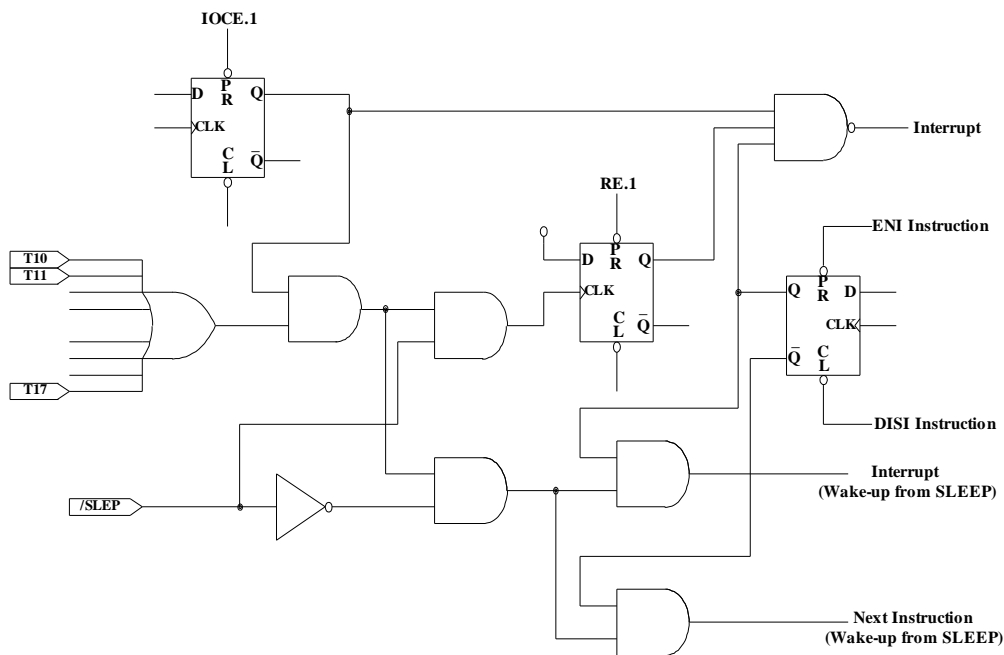 IOCE.1
P
R
D
Q
CLK
C
L
Q̅
Interrupt
RE.1
P
R
D
Q
CLK
C
L
Q̅
ENI Instruction
P
R
Q
D
CLK
C
L
Q̅
DISI Instruction
T10
T11
T17
/SLEP
Interrupt
(Wake-up from SLEEP)
Next Instruction
(Wake-up from SLEEP)